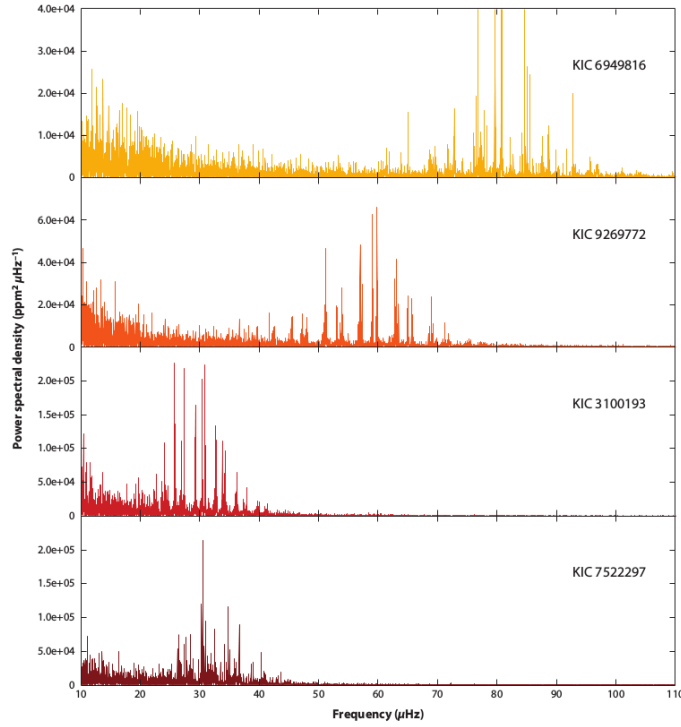 4.0e+04
KIC 6949816
3.0e+04
2.0e+04
1.0e+04
0
6.0e+04
KIC 9269772
4.0e+04
2.0e+04
0
Power spectral density (ppm² μHz⁻¹)
2.0e+05
KIC 3100193
1.5e+05
1.0e+05
5.0e+04
0
2.0e+05
KIC 7522297
1.5e+05
1.0e+05
5.0e+04
0
10 20 30 40 50 60 70 80 90 100 110
Frequency (μHz)